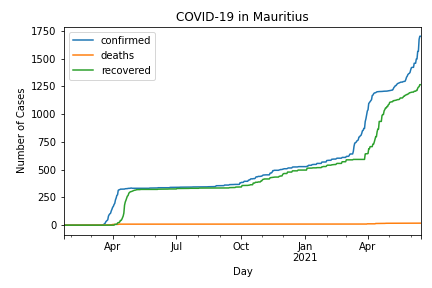 COVID-19 in Mauritius
confirmed
deaths
recovered
Number of Cases
1750
1500
1250
1000
750
500
250
0
Apr
Jul
Oct
Jan
2021
Apr
Day